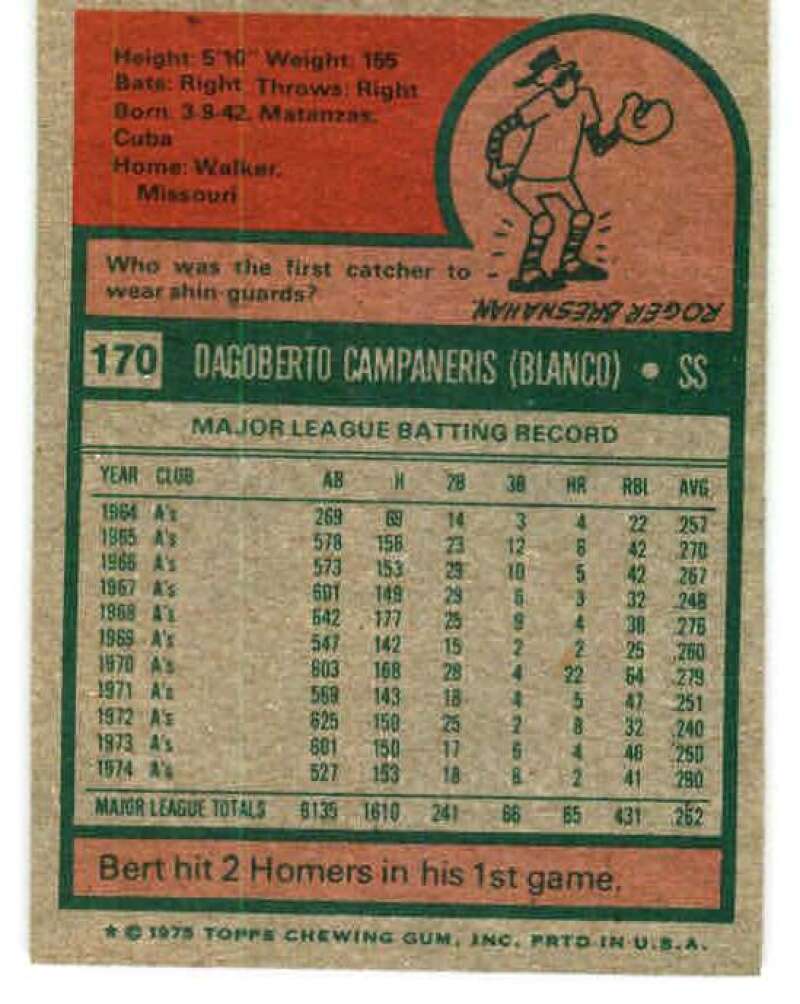 Height: 5'10" Weight: 155
Bats: Right Throws: Right
Born: 3-9-42, Matanzas,
Cuba
Home: Walker,
Missouri
Who was the first catcher to
wear shin-guards?
ROGER BRESNAHAN.
170 DAGOBERTO CAMPANERIS (BLANCO) • SS
MAJOR LEAGUE BATTING RECORD
YEAR CLUB AB H 2B 3B HR RBI AVG.
1964 A's 269 69 14 3 4 22 .257
1965 A's 578 156 23 12 6 42 .270
1966 A's 573 153 29 10 5 42 .267
1967 A's 601 149 29 6 3 32 .248
1968 A's 642 177 25 9 4 38 .276
1969 A's 547 142 15 2 2 25 .260
1970 A's 603 168 28 4 22 64 .279
1971 A's 569 143 18 4 5 47 .251
1972 A's 625 150 25 2 8 32 .240
1973 A's 601 150 17 6 4 46 .250
1974 A's 527 153 18 8 2 41 .290
MAJOR LEAGUE TOTALS 6135 1610 241 66 65 431 .262
Bert hit 2 Homers in his 1st game.
* © 1975 TOPPS CHEWING GUM, INC. PRTD IN U.S.A.